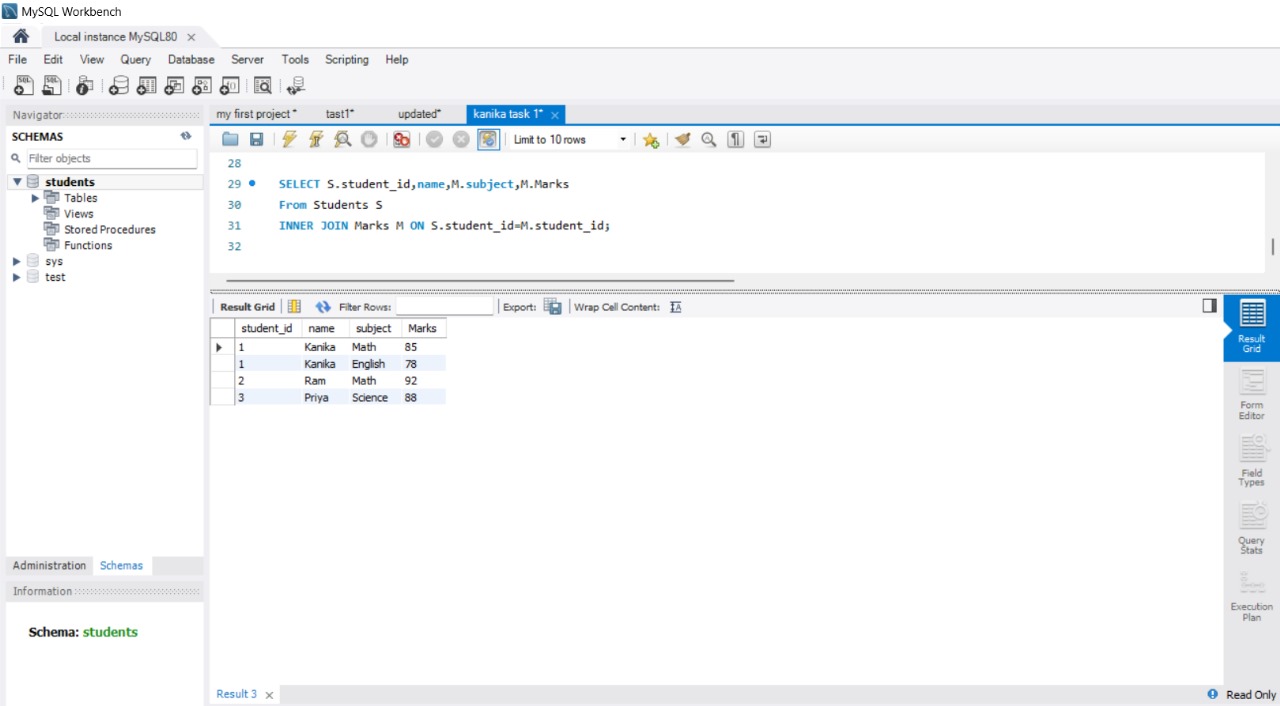 MySQL Workbench
Local instance MySQL80
File Edit View Query Database Server Tools Scripting Help
Navigator
SCHEMAS
Filter objects
students
Tables
Views
Stored Procedures
Functions
sys
test
Administration Schemas
Information
Schema: students
my first project* tast1* updated* kanika task 1*
Limit to 10 rows
28
29 SELECT S.student_id,name,M.subject,M.Marks
30 From Students S
31 INNER JOIN Marks M ON S.student_id=M.student_id;
32
Result Grid Filter Rows: Export: Wrap Cell Content:
student_id name subject Marks
1 Kanika Math 85
1 Kanika English 78
2 Ram Math 92
3 Priya Science 88
Result
Grid
Form
Editor
Field
Types
Query
Stats
Execution
Plan
Result 3
Read Only